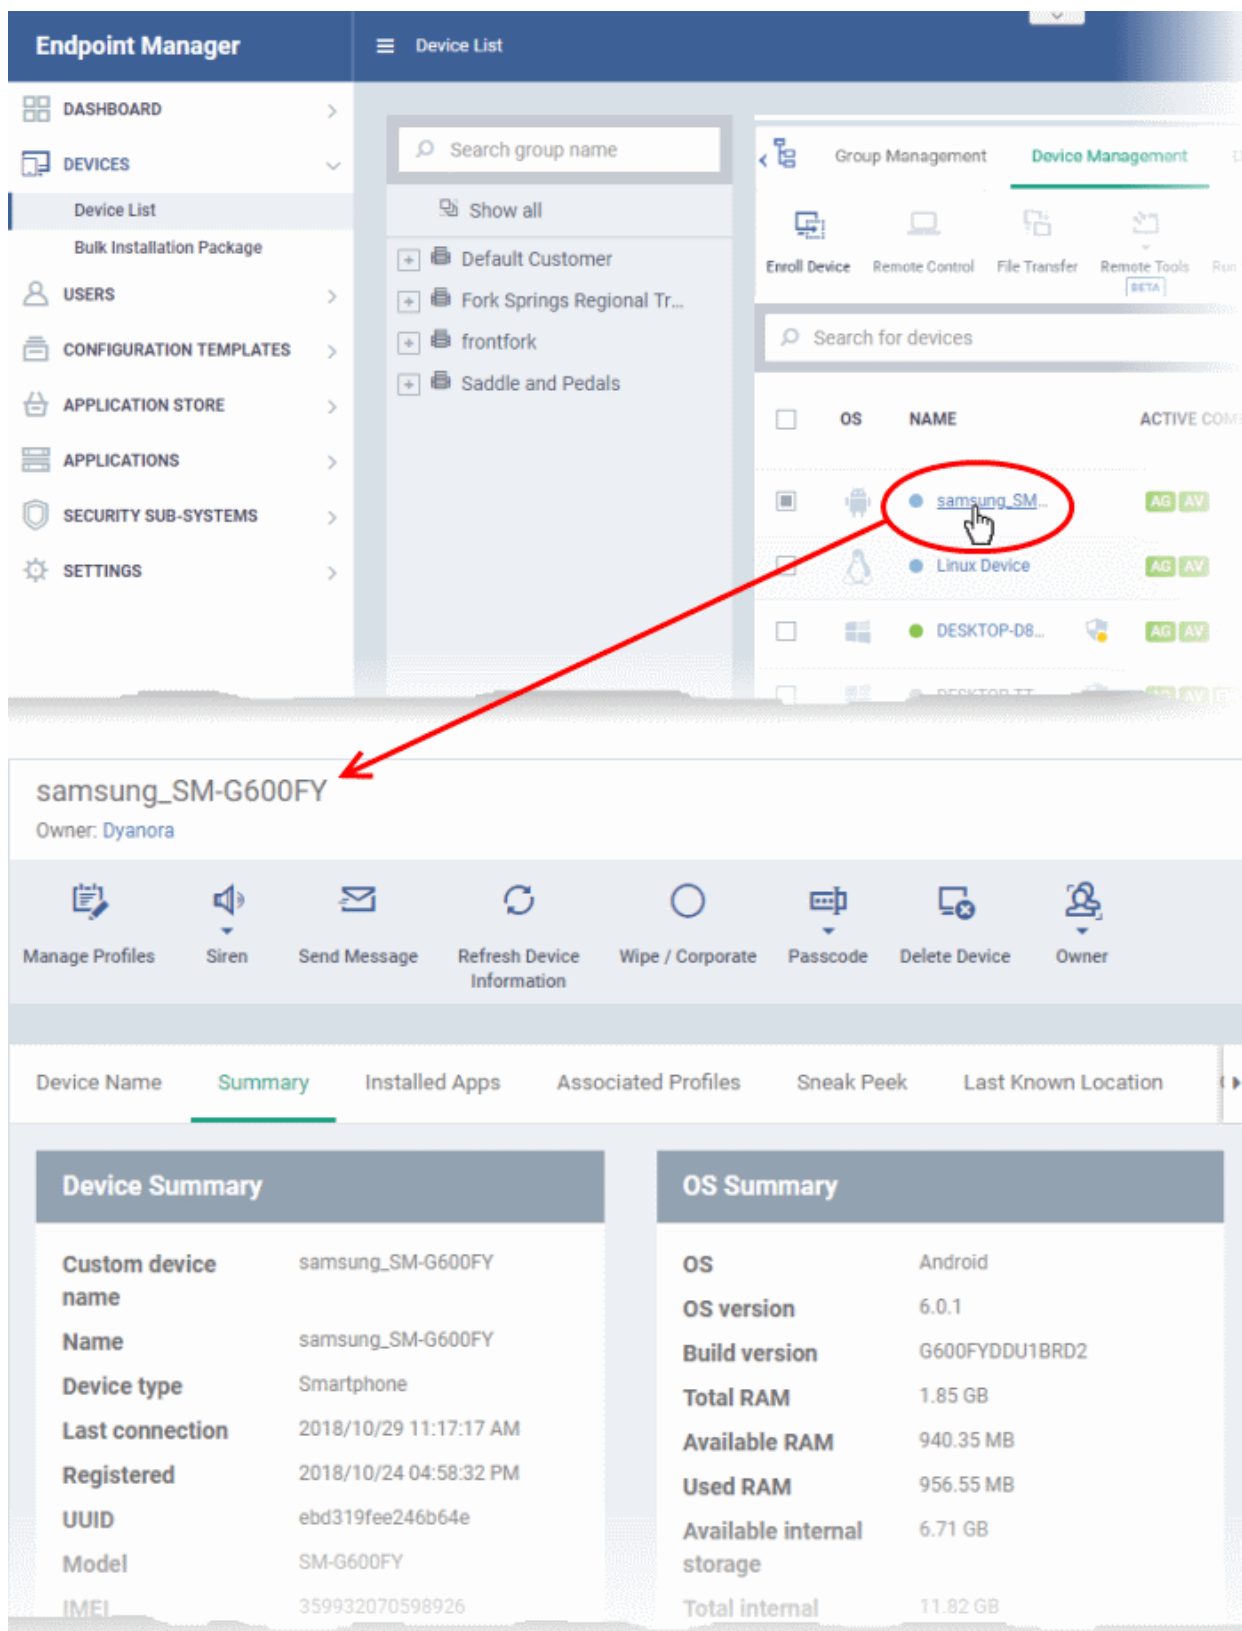 Endpoint Manager
Device List
DASHBOARD
DEVICES
Device List
Bulk Installation Package
USERS
CONFIGURATION TEMPLATES
APPLICATION STORE
APPLICATIONS
SECURITY SUB-SYSTEMS
SETTINGS
Search group name
Show all
Default Customer
Fork Springs Regional Tr...
frontfork
Saddle and Pedals
Group Management Device Management
Enroll Device Remote Control File Transfer Remote Tools Run
BETA
Search for devices
OS NAME ACTIVE COM
samsung_SM... AG AV
Linux Device AG AV
DESKTOP-D8... AG AV
DESKTOP-TT... AG AV
samsung_SM-G600FY
Owner: Dyanora
Manage Profiles Siren Send Message Refresh Device Wipe / Corporate Passcode Delete Device Owner
Information
Device Name Summary Installed Apps Associated Profiles Sneak Peek Last Known Location
Device Summary
Custom device samsung_SM-G600FY
name
Name samsung_SM-G600FY
Device type Smartphone
Last connection 2018/10/29 11:17:17 AM
Registered 2018/10/24 04:58:32 PM
UUID ebd319fee246b64e
Model SM-G600FY
IMEI 359932070598926
OS Summary
OS Android
OS version 6.0.1
Build version G600FYDDU1BRD2
Total RAM 1.85 GB
Available RAM 940.35 MB
Used RAM 956.55 MB
Available internal 6.71 GB
storage
Total internal 11.82 GB